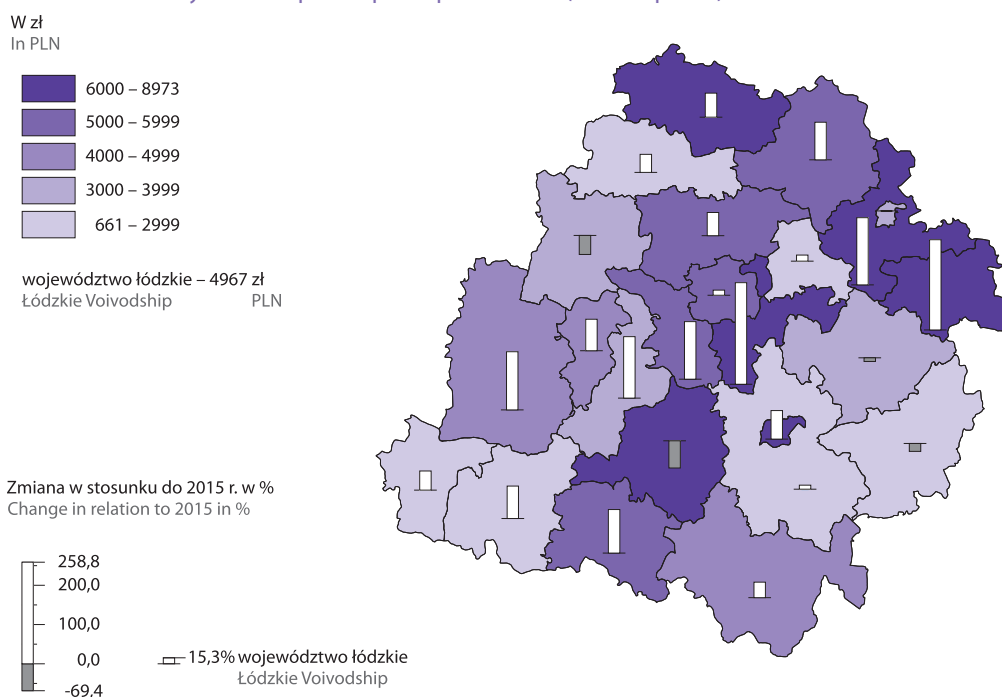 W zł
In PLN
6000 – 8973
5000 – 5999
4000 – 4999
3000 – 3999
661 – 2999
województwo łódzkie – 4967 zł
Łódzkie Voivodship PLN
Zmiana w stosunku do 2015 r. w %
Change in relation to 2015 in %
258,8
200,0
100,0
0,0
-69,4
15,3% województwo łódzkie
Łódzkie Voivodship